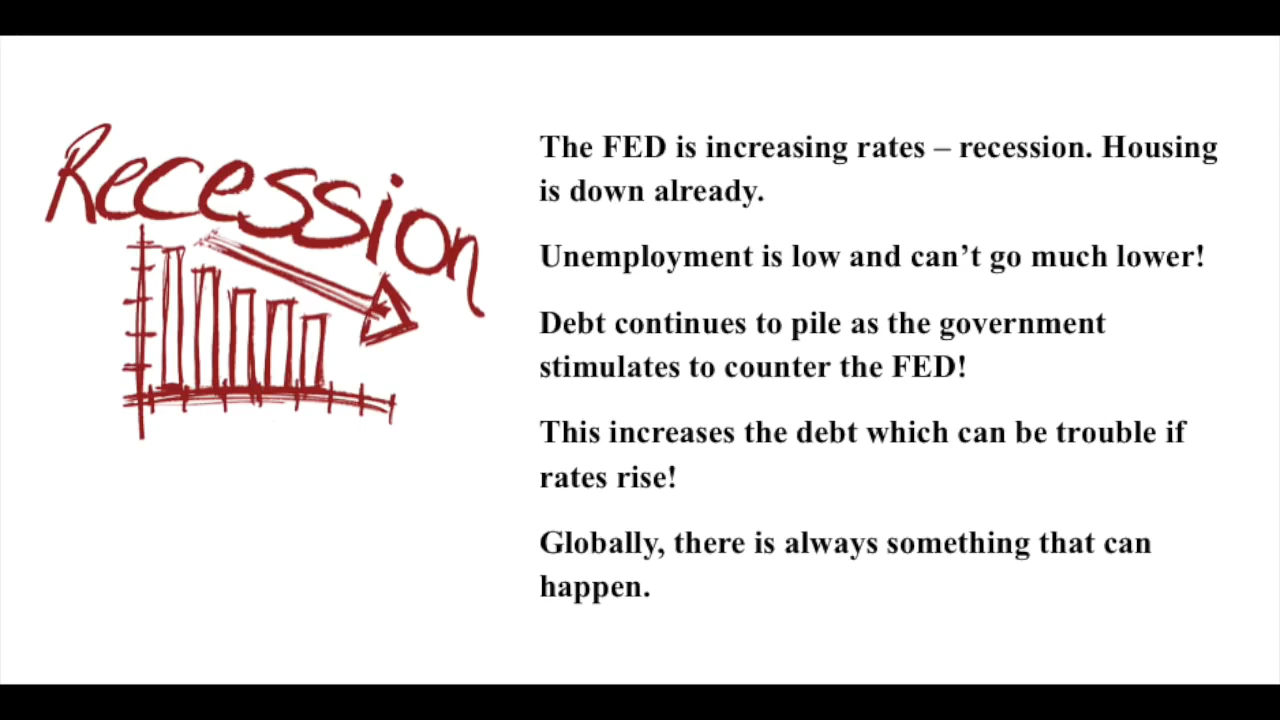 Recession
The FED is increasing rates – recession. Housing
is down already.
Unemployment is low and can’t go much lower!
Debt continues to pile as the government
stimulates to counter the FED!
This increases the debt which can be trouble if
rates rise!
Globally, there is always something that can
happen.